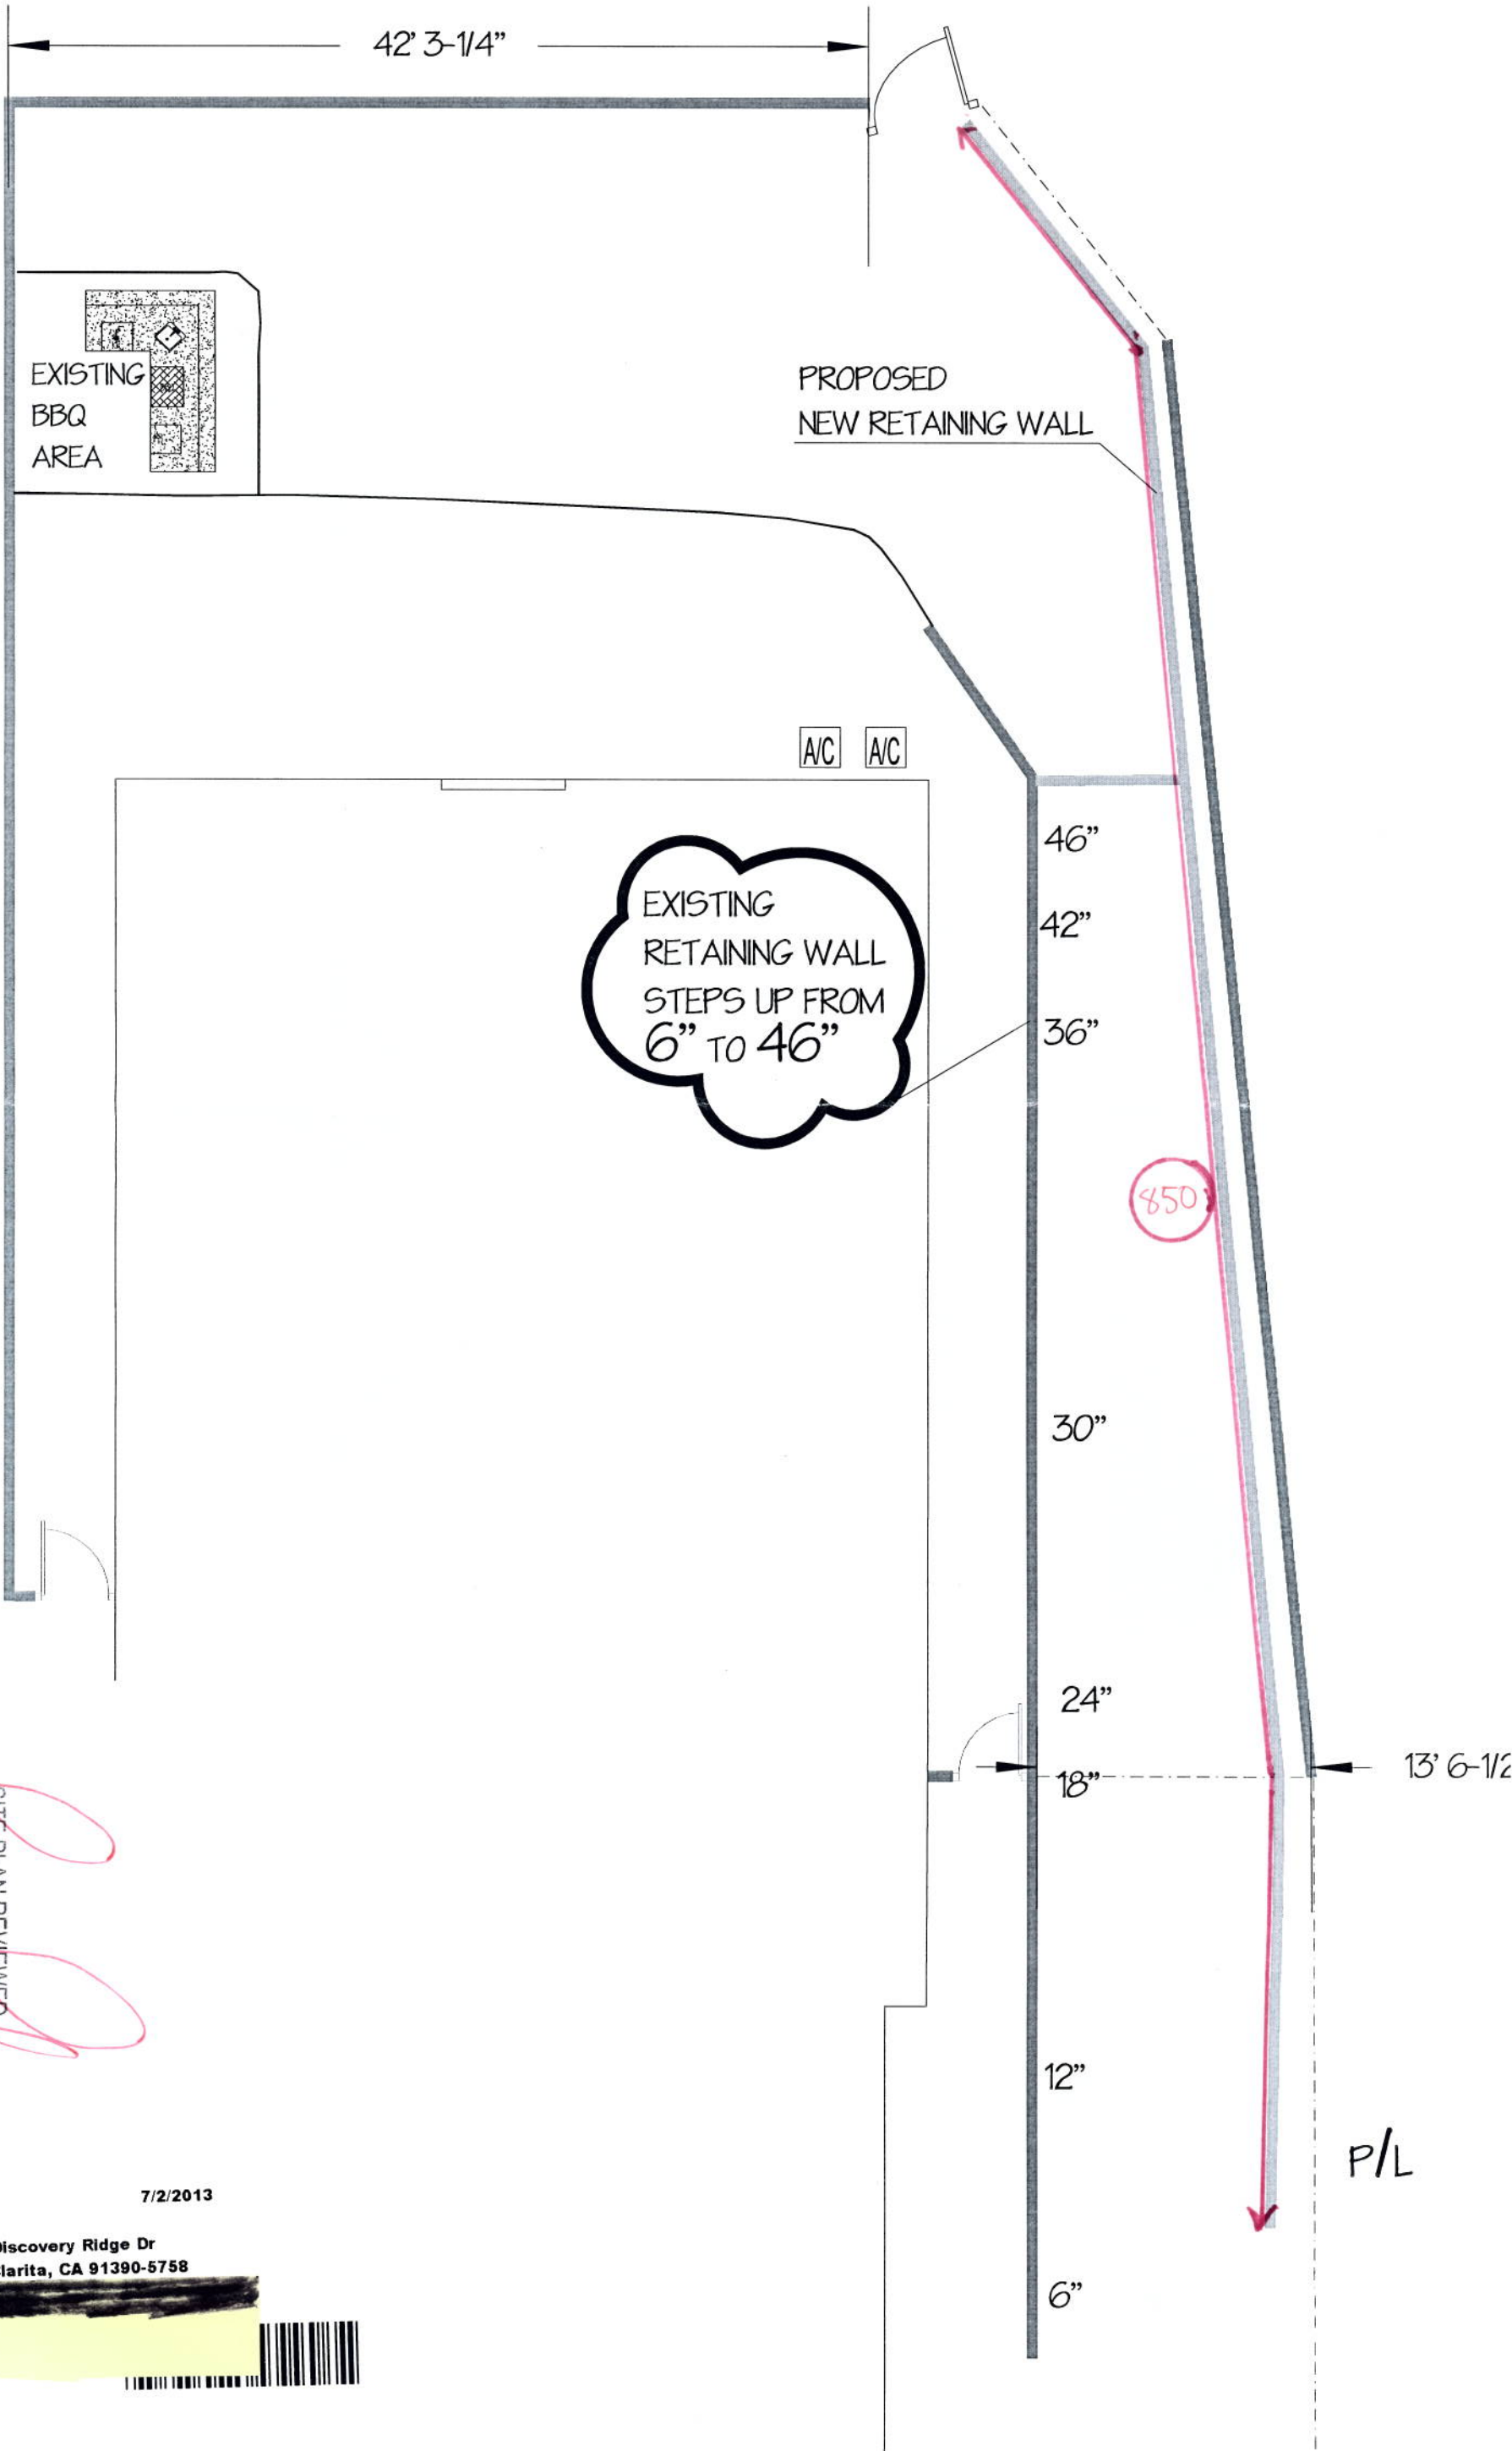 42' 3-1/4"
EXISTING
BBQ
AREA
PROPOSED
NEW RETAINING WALL
A/C A/C
46"
42"
EXISTING
RETAINING WALL
STEPS UP FROM
6" TO 46"
36"
850
30"
24"
18"
13' 6-1/2
12"
P/L
7/2/2013
iscovery Ridge Dr
larita, CA 91390-5758
6"